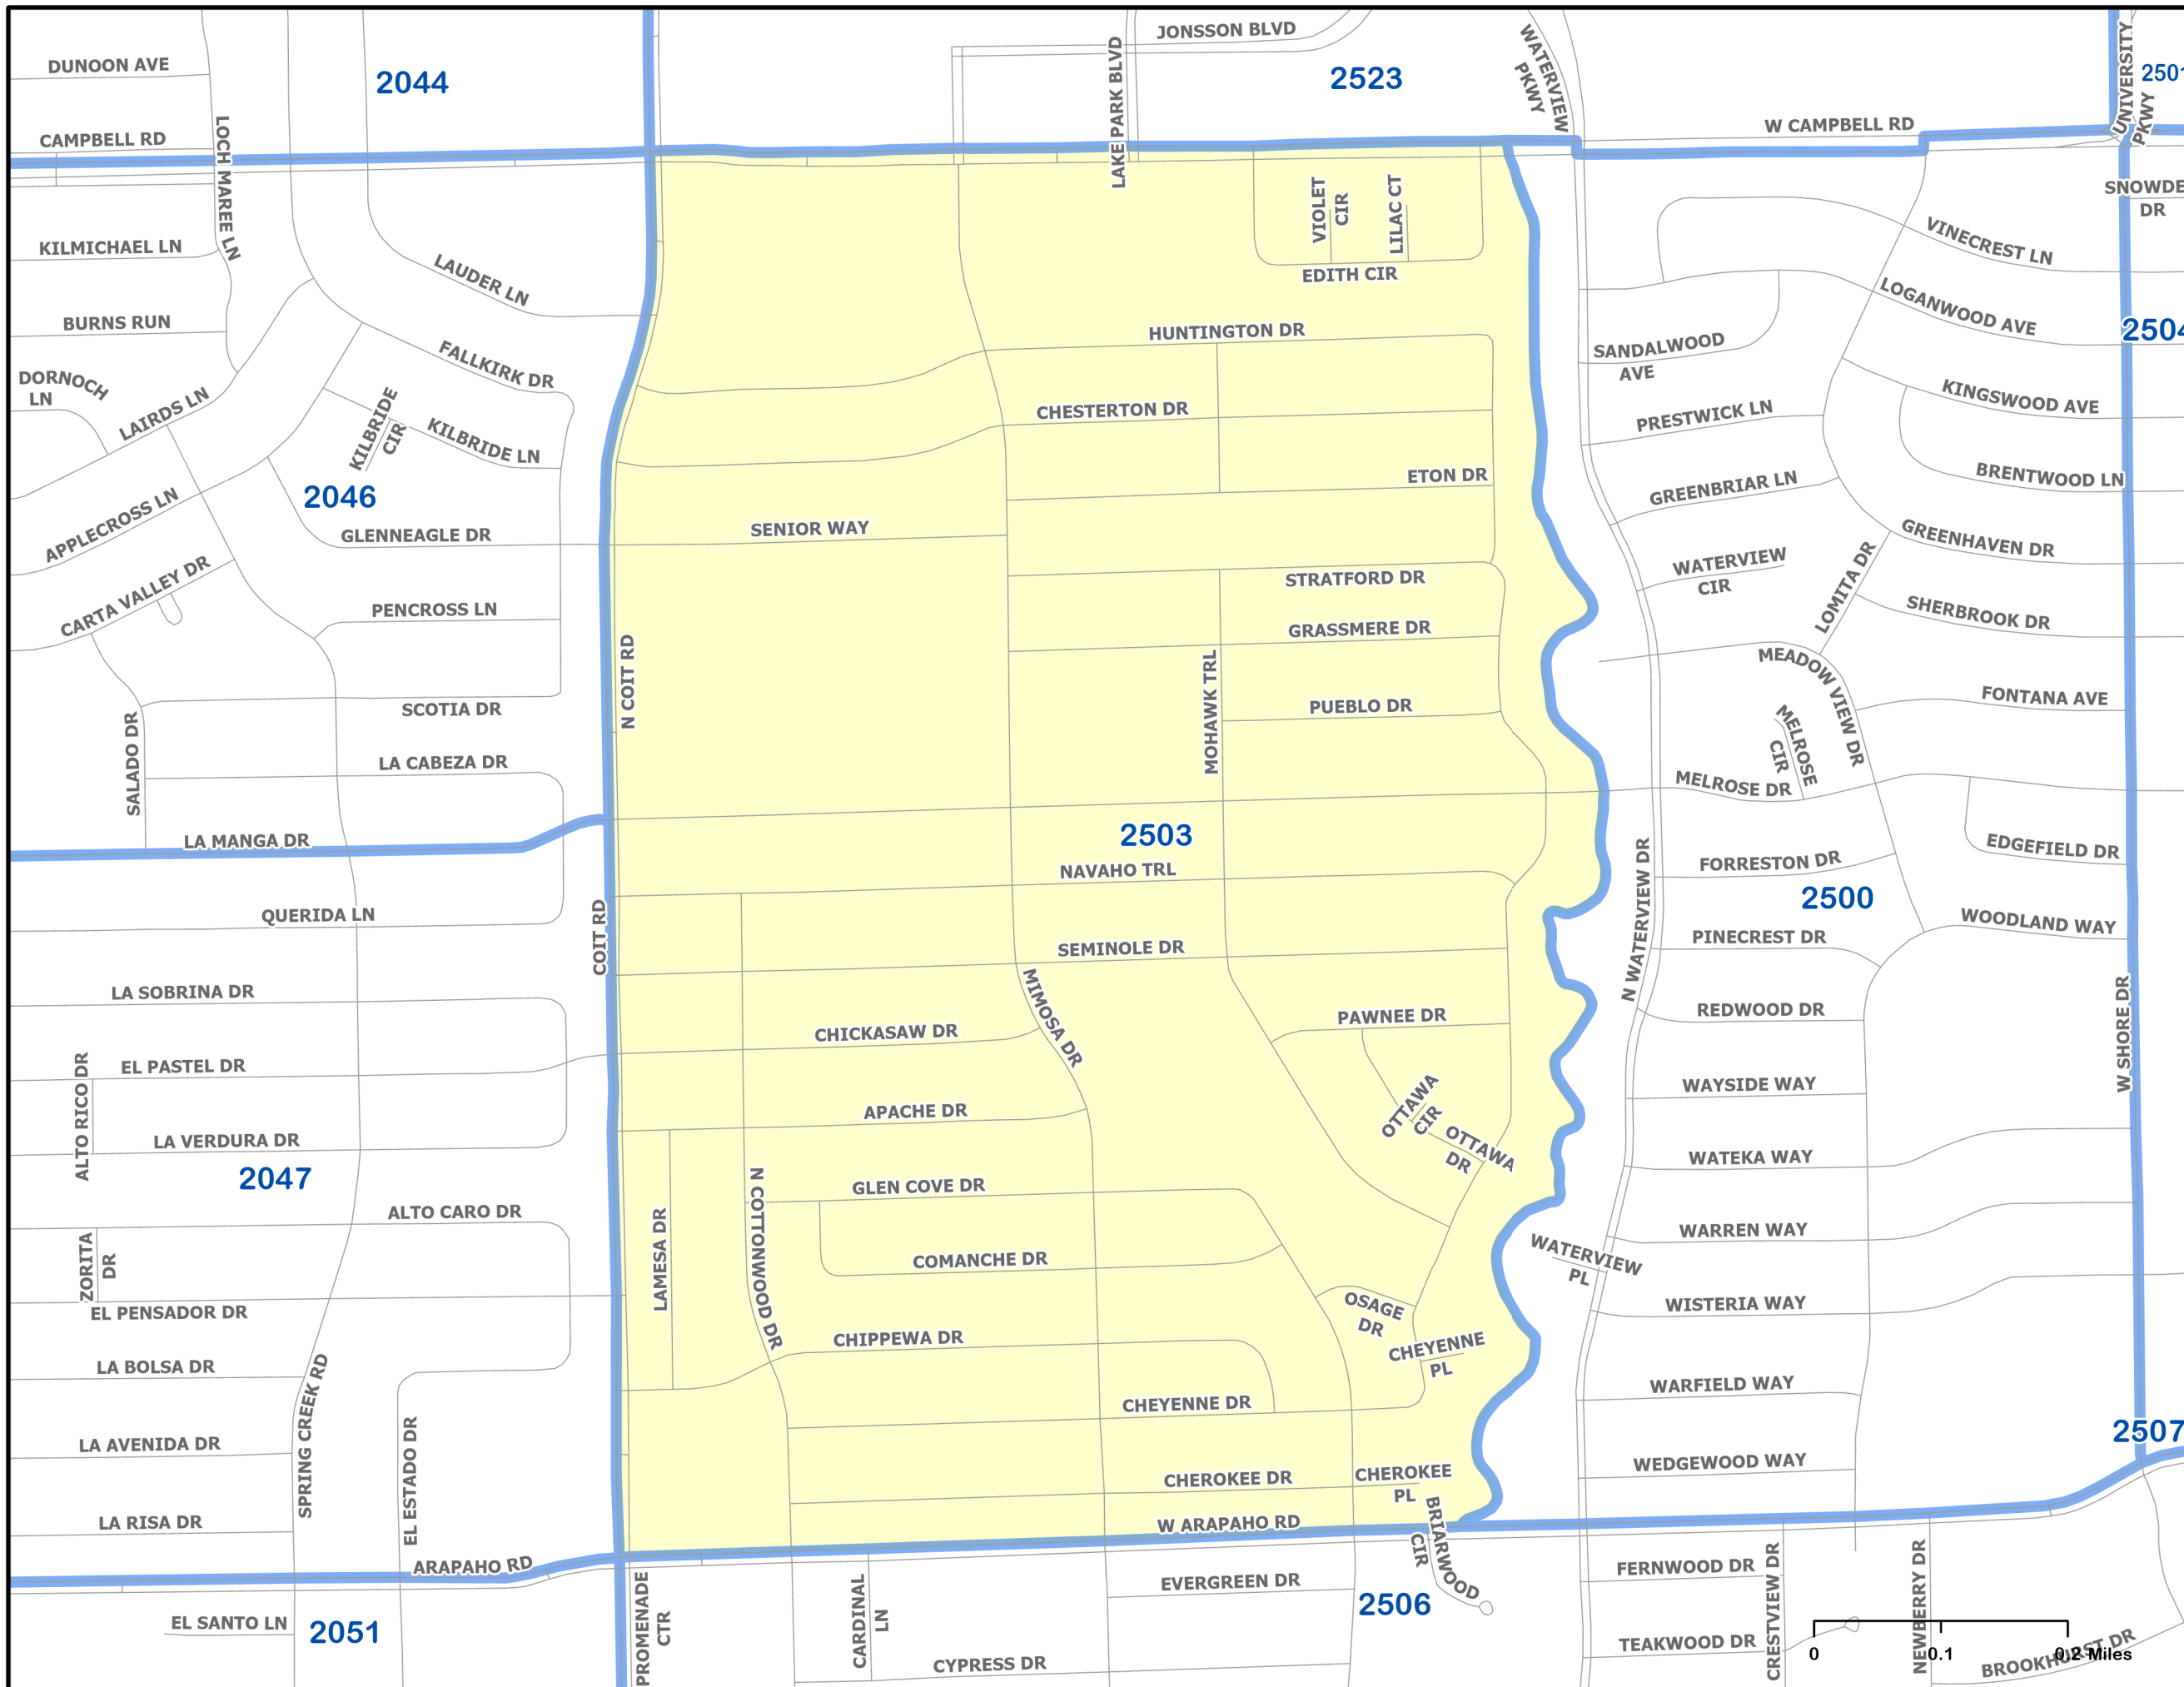 JONSSON BLVD
DUNOON AVE
2044
2523
LAKE PARK BLVD
WATERVIEW
PKWY
UNIVERSITY
PKWY
CAMPBELL RD
W CAMPBELL RD
LOCH MAREE LN
VIOLET
CIR
LILAC CT
DR
KILMICHAEL LN
LAUDER LN
EDITH CIR
VINECREST LN
BURNS RUN
HUNTINGTON DR
LOGANWOOD AVE
FALLKIRK DR
SANDALWOOD
AVE
DORNOCH
LN
LAIRDS LN
KILBRIDE
CIR
KILBRIDE LN
CHESTERTON DR
PRESTWICK LN
KINGSWOOD AVE
2046
ETON DR
GREENBRIAR LN
BRENTWOOD LN
APPLECROSS LN
GLENNEAGLE DR
SENIOR WAY
GREENHAVEN DR
CARTA VALLEY DR
STRATFORD DR
WATERVIEW
CIR
LOMITA DR
PENCROSS LN
GRASSMERE DR
SHERBROOK DR
N COIT RD
MOHAWK TRL
MEADOW VIEW DR
SCOTIA DR
PUEBLO DR
FONTANA AVE
SALADO DR
LA CABEZA DR
MELROSE
CIR
MELROSE DR
LA MANGA DR
2503
NAVAHO TRL
N WATERVIEW DR
FORRESTON DR
EDGEFIELD DR
2500
QUERIDA LN
COIT RD
SEMINOLE DR
PINECREST DR
WOODLAND WAY
LA SOBRINA DR
MIMOSA DR
CHICKASAW DR
PAWNEE DR
REDWOOD DR
W SHORE DR
ALTO RICO DR
EL PASTEL DR
APACHE DR
OTTAWA
CIR
OTTAWA
DR
WAYSIDE WAY
LA VERDURA DR
WATEKA WAY
2047
N COTTONWOOD DR
GLEN COVE DR
ALTO CARO DR
LAMESA DR
WARREN WAY
ZORITA
DR
COMANCHE DR
WATERVIEW
PL
EL PENSADOR DR
OSAGE
DR
WISTERIA WAY
CHIPPEWA DR
CHEYENNE
PL
LA BOLSA DR
SPRING CREEK RD
CHEYENNE DR
WARFIELD WAY
LA AVENIDA DR
EL ESTADO DR
2507
CHEROKEE DR
CHEROKEE
PL
WEDGEWOOD WAY
LA RISA DR
W ARAPAHO RD
BRIARWOOD
CIR
ARAPAHO RD
PROMENADE
CTR
CARDINAL
LN
EVERGREEN DR
FERNWOOD DR
CRESTVIEW DR
NEWBERRY DR
EL SANTO LN
2051
2506
TEAKWOOD DR
CYPRESS DR
BROOKHURST DR
0
0.1
0.2 Miles